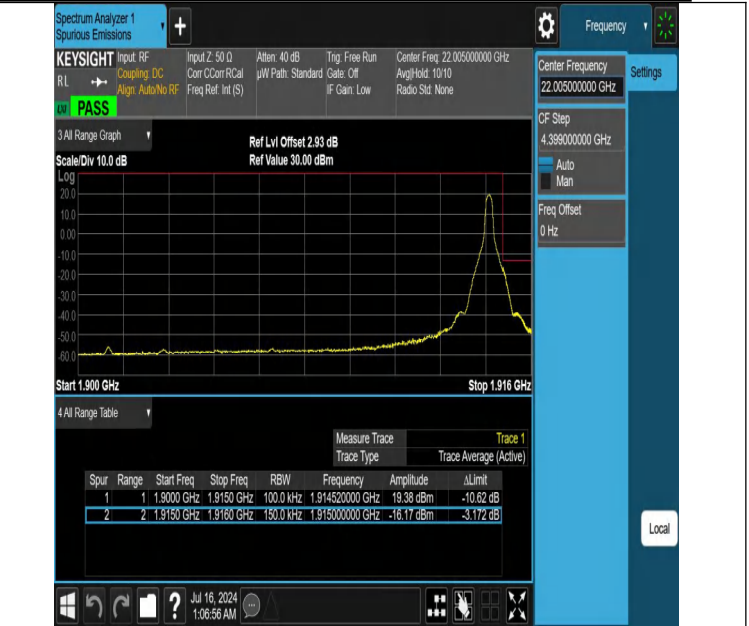 Spectrum Analyzer 1
Spurious Emissions
+
Frequency
KEYSIGHT Input: RF Input Z: 50 Ω Atten: 40 dB Trig: Free Run Center Freq: 22.005000000 GHz
RL Coupling: DC Corr CCorr RCal µW Path: Standard Gate: Off Avg|Hold: 10/10
Align: Auto/No RF Freq Ref: Int (S) IF Gain: Low Radio Std: None
LXI PASS
Center Frequency
22.005000000 GHz
Settings
CF Step
4.399000000 GHz
Auto
Man
Freq Offset
0 Hz
3 All Range Graph
Ref Lvl Offset 2.93 dB
Scale/Div 10.0 dB Ref Value 30.00 dBm
Log
20.0
10.0
0.00
-10.0
-20.0
-30.0
-40.0
-50.0
-60.0
Start 1.900 GHz Stop 1.916 GHz
4 All Range Table
Measure Trace Trace 1
Trace Type Trace Average (Active)
Spur Range Start Freq Stop Freq RBW Frequency Amplitude ΔLimit
1 1 1.9000 GHz 1.9150 GHz 100.0 kHz 1.914520000 GHz 19.38 dBm -10.62 dB
2 2 1.9150 GHz 1.9160 GHz 150.0 kHz 1.915000000 GHz -16.17 dBm -3.172 dB
Local
? Jul 16, 2024
1:06:56 AM